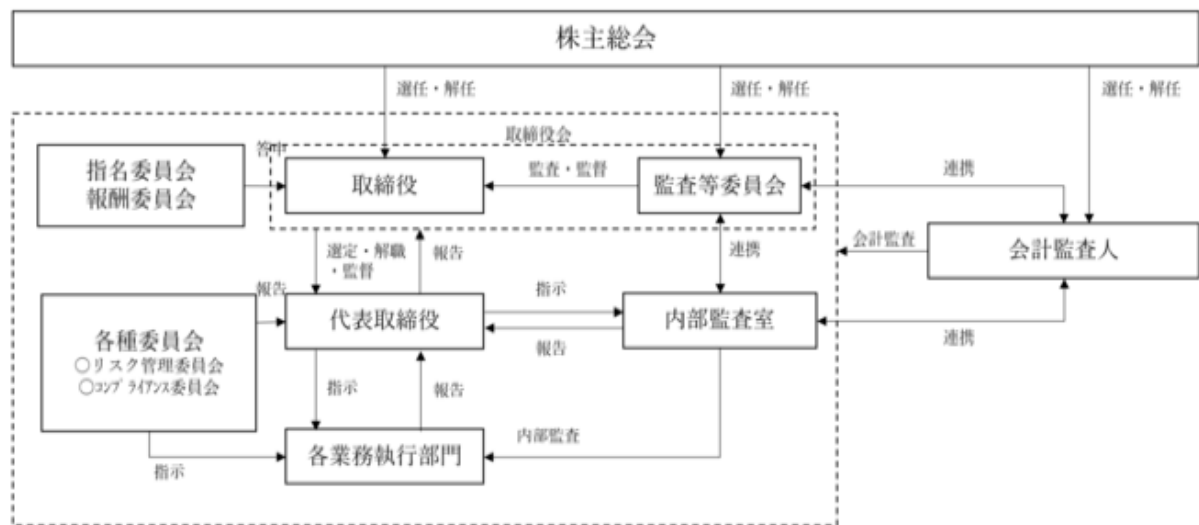 株主総会
選任・解任
選任・解任
選任・解任
取締役会
指名委員会
報酬委員会
答申
取締役
監査・監督
監査等委員会
連携
会計監査人
会計監査
選定・解職
・監督
報告
連携
各種委員会
○リスク管理委員会
○コンプライアンス委員会
報告
代表取締役
指示
報告
内部監査室
連携
指示
報告
内部監査
各業務執行部門
指示